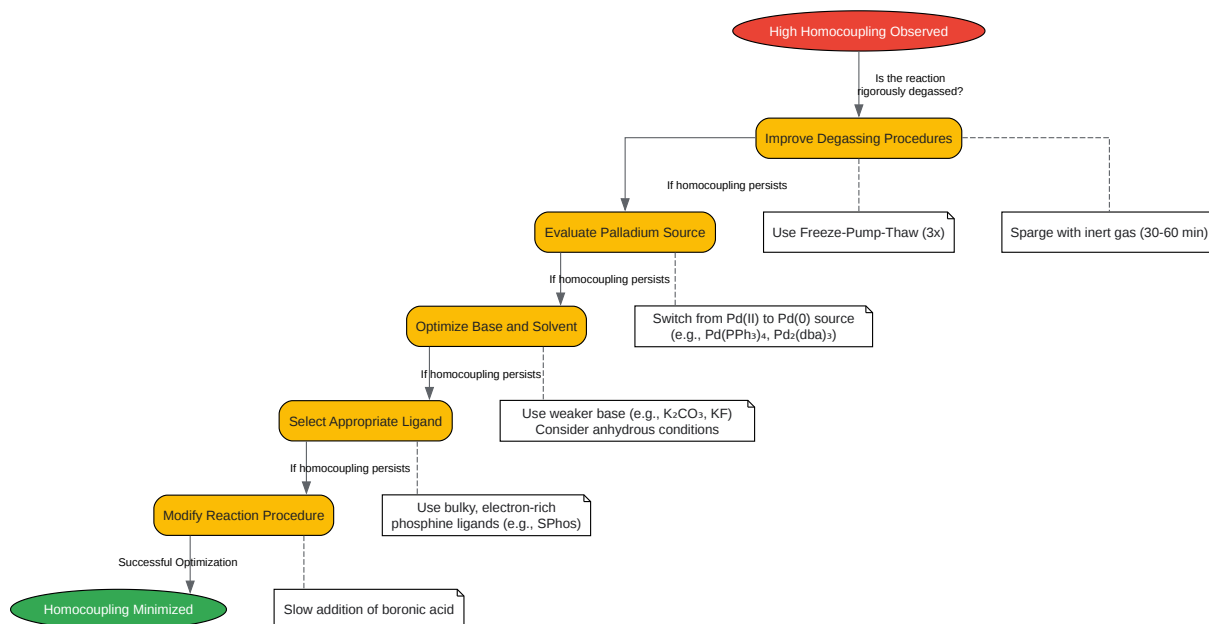 High Homocoupling Observed
Is the reaction
rigorously degassed?
Improve Degassing Procedures
If homocoupling persists
Evaluate Palladium Source
Use Freeze-Pump-Thaw (3x)
Sparge with inert gas (30-60 min)
If homocoupling persists
Optimize Base and Solvent
Switch from Pd(II) to Pd(0) source
(e.g., Pd(PPh₃)₄, Pd₂(dba)₃)
If homocoupling persists
Select Appropriate Ligand
Use weaker base (e.g., K₂CO₃, KF)
Consider anhydrous conditions
If homocoupling persists
Modify Reaction Procedure
Use bulky, electron-rich
phosphine ligands (e.g., SPhos)
Successful Optimization
Homocoupling Minimized
Slow addition of boronic acid